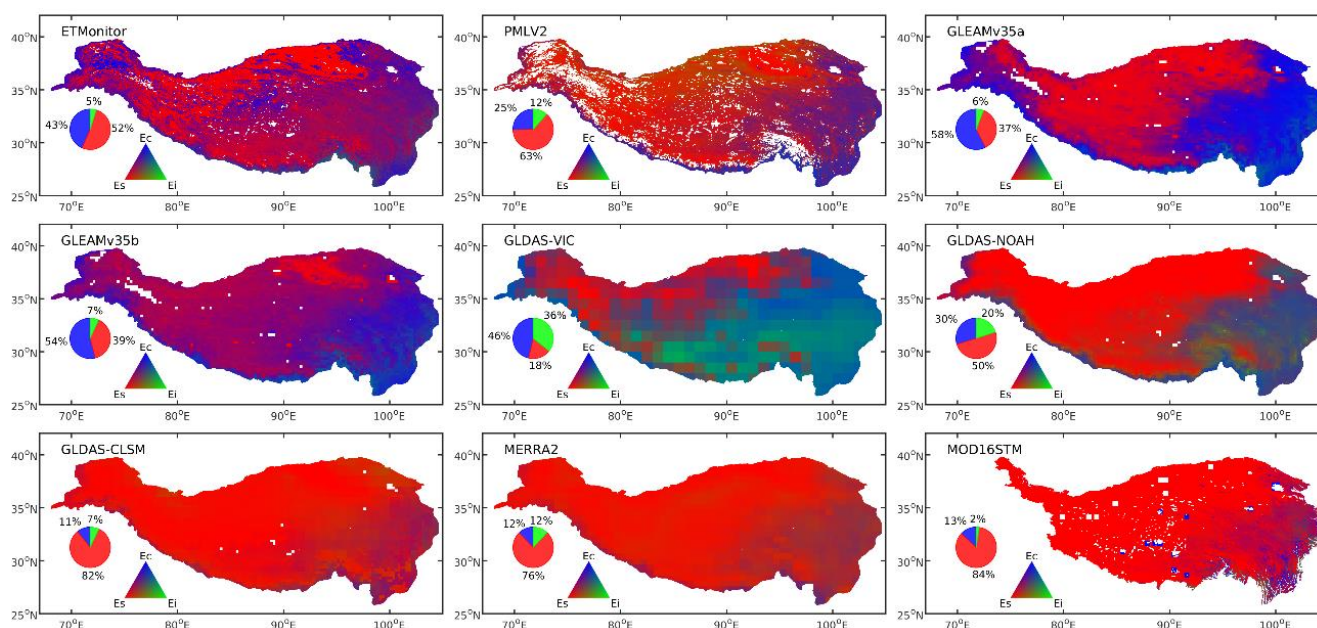 ETMonitor
PMLV2
GLEAMv35a
40°N
35°N
30°N
25°N
5%
43%
52%
Ec
Es
Ei
70°E
80°E
90°E
100°E
40°N
35°N
30°N
25°N
25%
12%
63%
Ec
Es
Ei
70°E
80°E
90°E
100°E
40°N
35°N
30°N
25°N
6%
58%
37%
Ec
Es
Ei
70°E
80°E
90°E
100°E
GLEAMv35b
GLDAS-VIC
GLDAS-NOAH
40°N
35°N
30°N
25°N
7%
54%
39%
Ec
Es
Ei
70°E
80°E
90°E
100°E
40°N
35°N
30°N
25°N
36%
46%
18%
Ec
Es
Ei
70°E
80°E
90°E
100°E
40°N
35°N
30°N
25°N
30%
20%
50%
Ec
Es
Ei
70°E
80°E
90°E
100°E
GLDAS-CLSM
MERRA2
MOD16STM
40°N
35°N
30°N
25°N
11%
7%
82%
Ec
Es
Ei
70°E
80°E
90°E
100°E
40°N
35°N
30°N
25°N
12%
12%
76%
Ec
Es
Ei
70°E
80°E
90°E
100°E
40°N
35°N
30°N
25°N
13%
2%
84%
Ec
Es
Ei
70°E
80°E
90°E
100°E